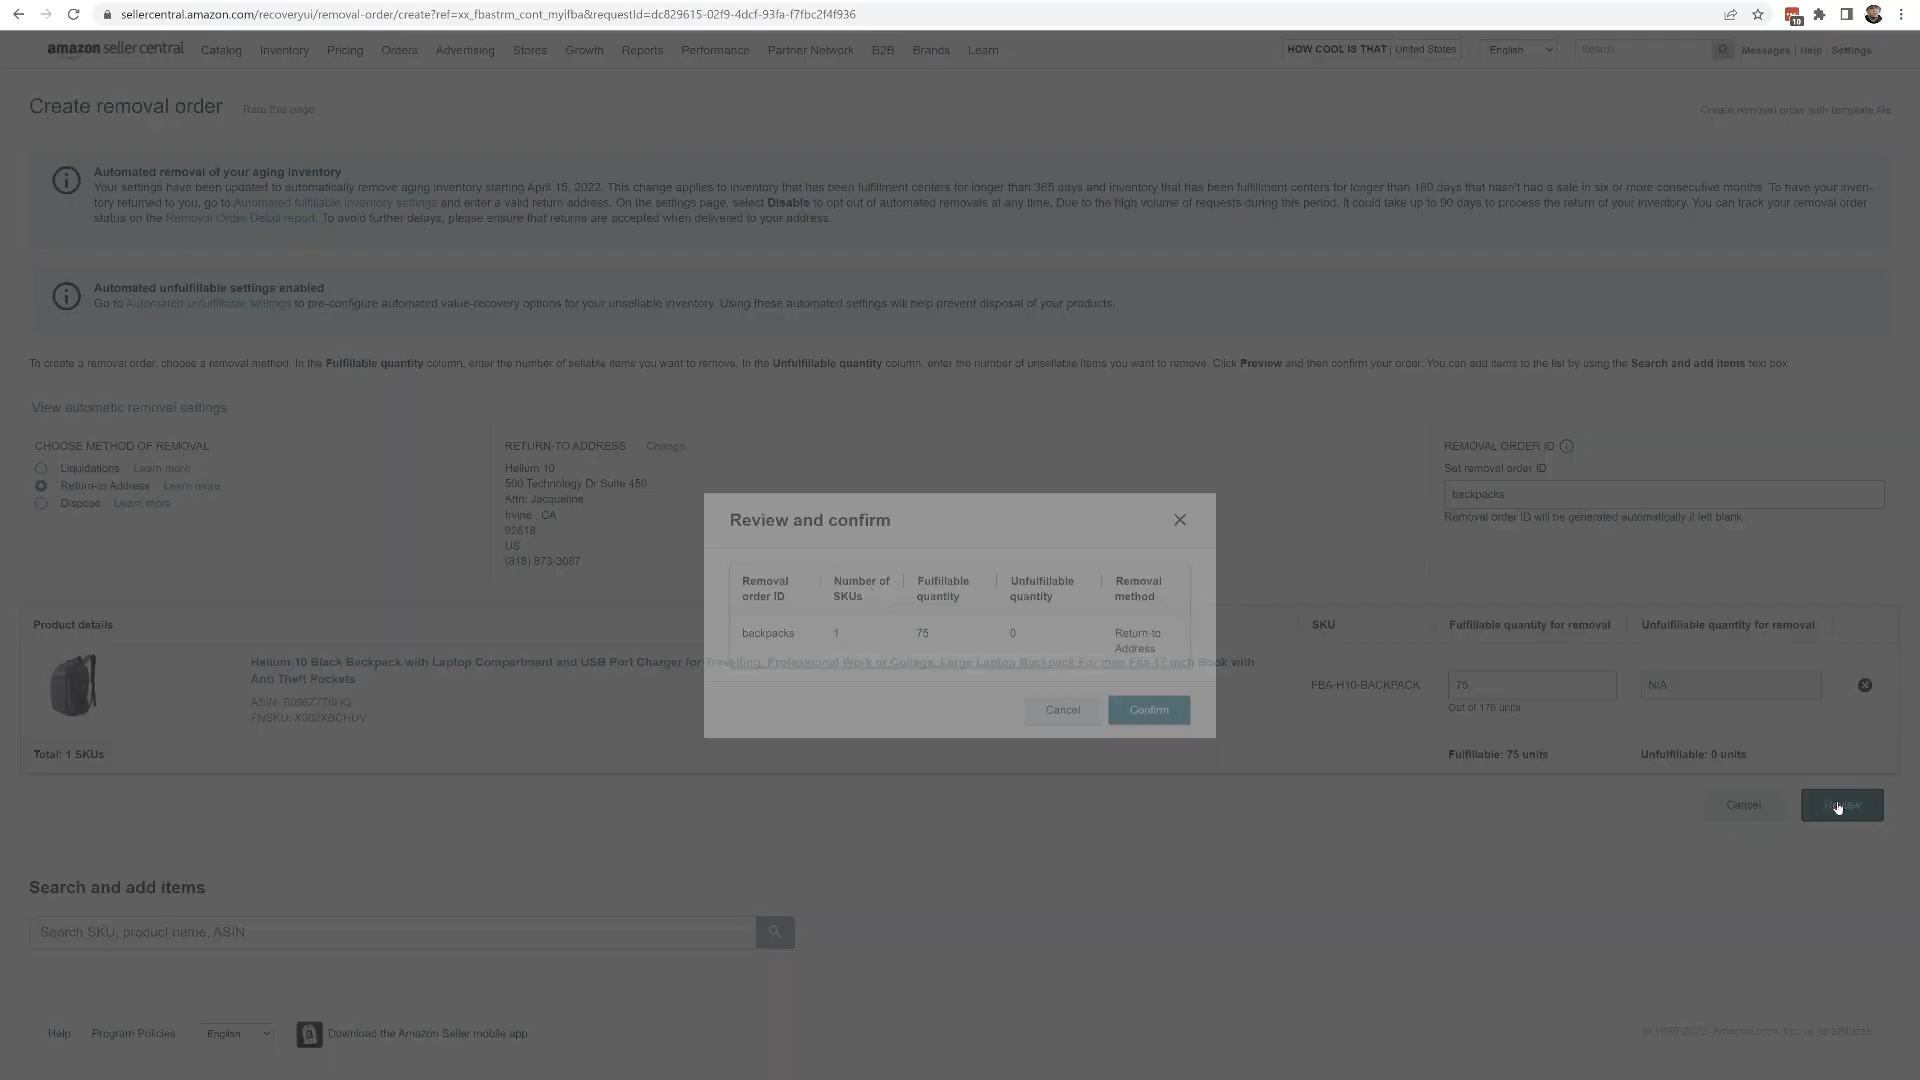 sellercentral.amazon.com/recoveryui/removal-order/create?ref=xx_fbastrm_cont_myifba&requestId=dc829615-02f9-4dcf-93fa-f7fbc2f4f936
10
amazon seller central Catalog Inventory Pricing Orders Advertising Stores Growth Reports Performance Partner Network B2B Brands Learn HOW COOL IS THAT | United States English Search Messages | Help | Settings
Create removal order Rate this page Create removal order with template file
Automated removal of your aging inventory
Your settings have been updated to automatically remove aging inventory starting April 15, 2022. This change applies to inventory that has been fulfillment centers for longer than 365 days and inventory that has been fulfillment centers for longer than 180 days that hasn't had a sale in six or more consecutive months. To have your inven-
tory returned to you, go to Automated fulfillable inventory settings and enter a valid return address. On the settings page, select Disable to opt out of automated removals at any time. Due to the high volume of requests during this period. It could take up to 90 days to process the return of your inventory. You can track your removal order
status on the Removal Order Detail report. To avoid further delays, please ensure that returns are accepted when delivered to your address.
Automated unfulfillable settings enabled
Go to Automated unfulfillable settings to pre-configure automated value-recovery options for your unsellable inventory. Using these automated settings will help prevent disposal of your products.
To create a removal order, choose a removal method. In the Fulfillable quantity column, enter the number of sellable items you want to remove. In the Unfulfillable quantity column, enter the number of unsellable items you want to remove. Click Preview and then confirm your order. You can add items to the list by using the Search and add items text box
View automatic removal settings
CHOOSE METHOD OF REMOVAL
Liquidations Learn more
Return-to Address Learn more
Dispose Learn more
RETURN-TO ADDRESS Change
Helium 10
500 Technology Dr Suite 450
Attn: Jacqueline
Irvine , CA
92618
US
(818) 873-3087
REMOVAL ORDER ID
Set removal order ID
backpacks
Removal order ID will be generated automatically if left blank
Review and confirm
Removal order ID Number of SKUs Fulfillable quantity Unfulfillable quantity Removal method
backpacks 1 75 0 Return-to Address
Cancel Confirm
Product details SKU Fulfillable quantity for removal Unfulfillable quantity for removal
Helium 10 Black Backpack with Laptop Compartment and USB Port Charger for Travelling, Professional Work or College, Large Laptop Backpack For man Fits 17 inch Book with
Anti Theft Pockets
ASIN: B096Z7T6HQ
FNSKU: X002XBCHUV
FBA-H10-BACKPACK 75 N/A
Out of 176 units
Total: 1 SKUs Fulfillable: 75 units Unfulfillable: 0 units
Cancel Review
Search and add items
Search SKU, product name, ASIN
Help Program Policies English Download the Amazon Seller mobile app © 1999-2022, Amazon.com, Inc. or its affiliates